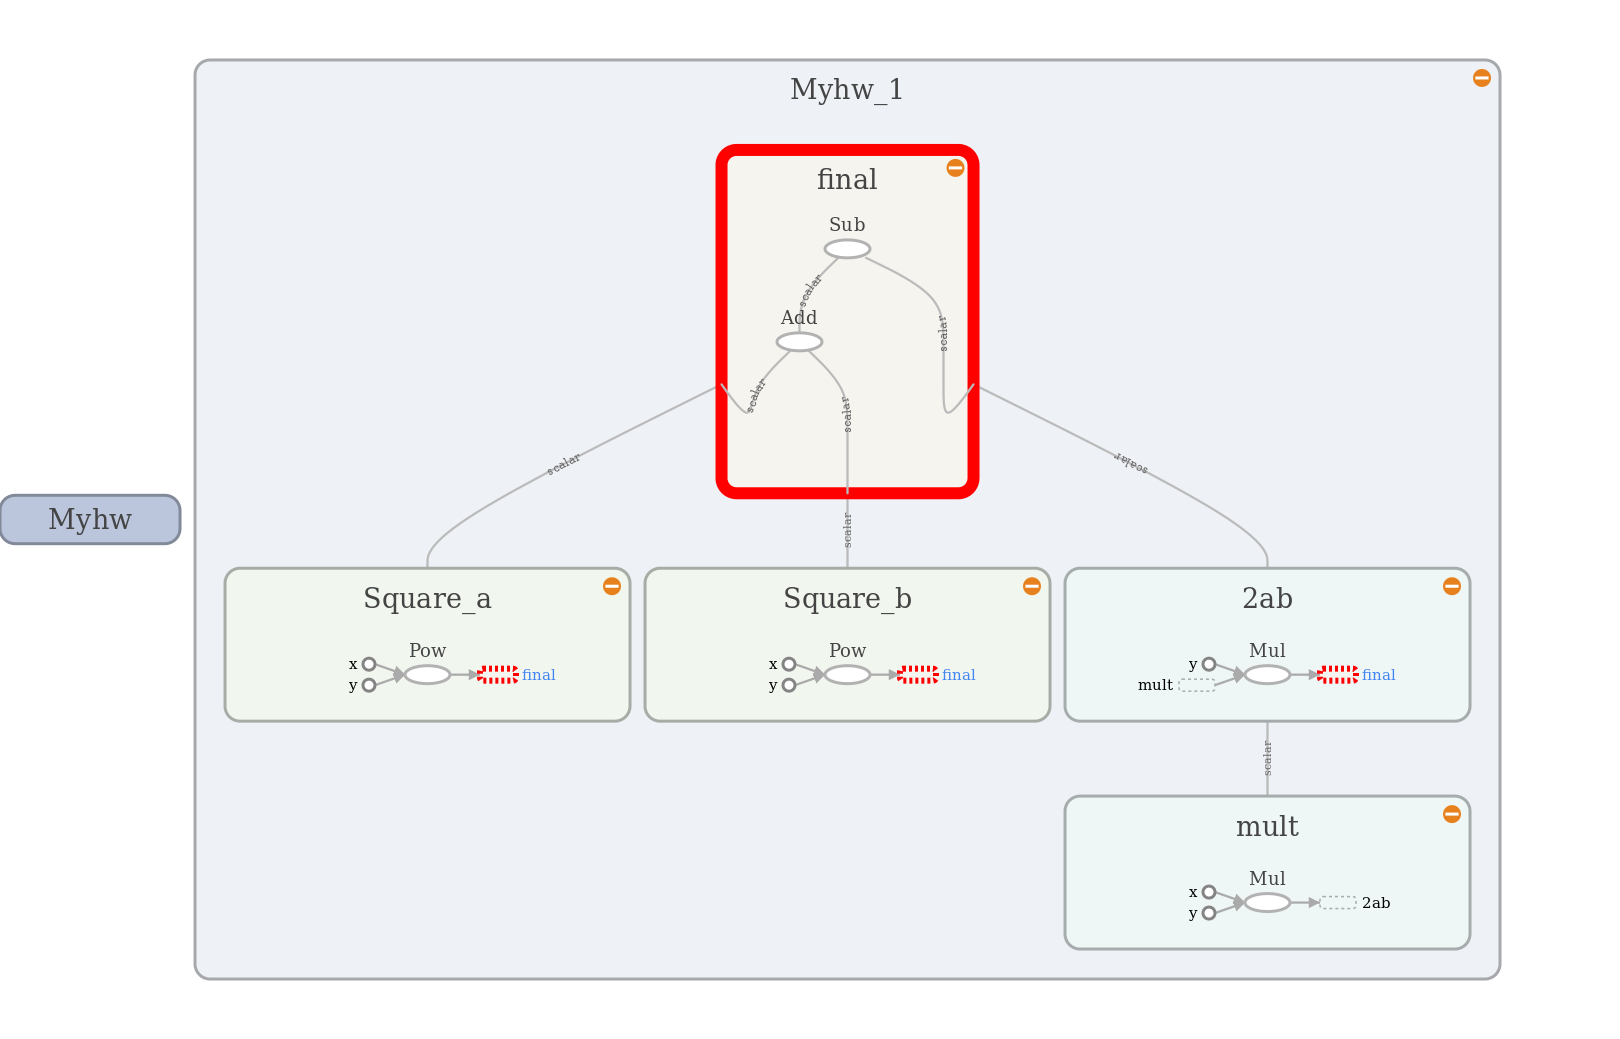 Myhw_1
final
Sub
scalar
scalar
Add
scalar
scalar
scalar
scalar
Myhw
scalar
Square_a
Square_b
2ab
Pow
x
y
final
Pow
x
y
final
Mul
y
mult
final
scalar
mult
Mul
x
y
2ab